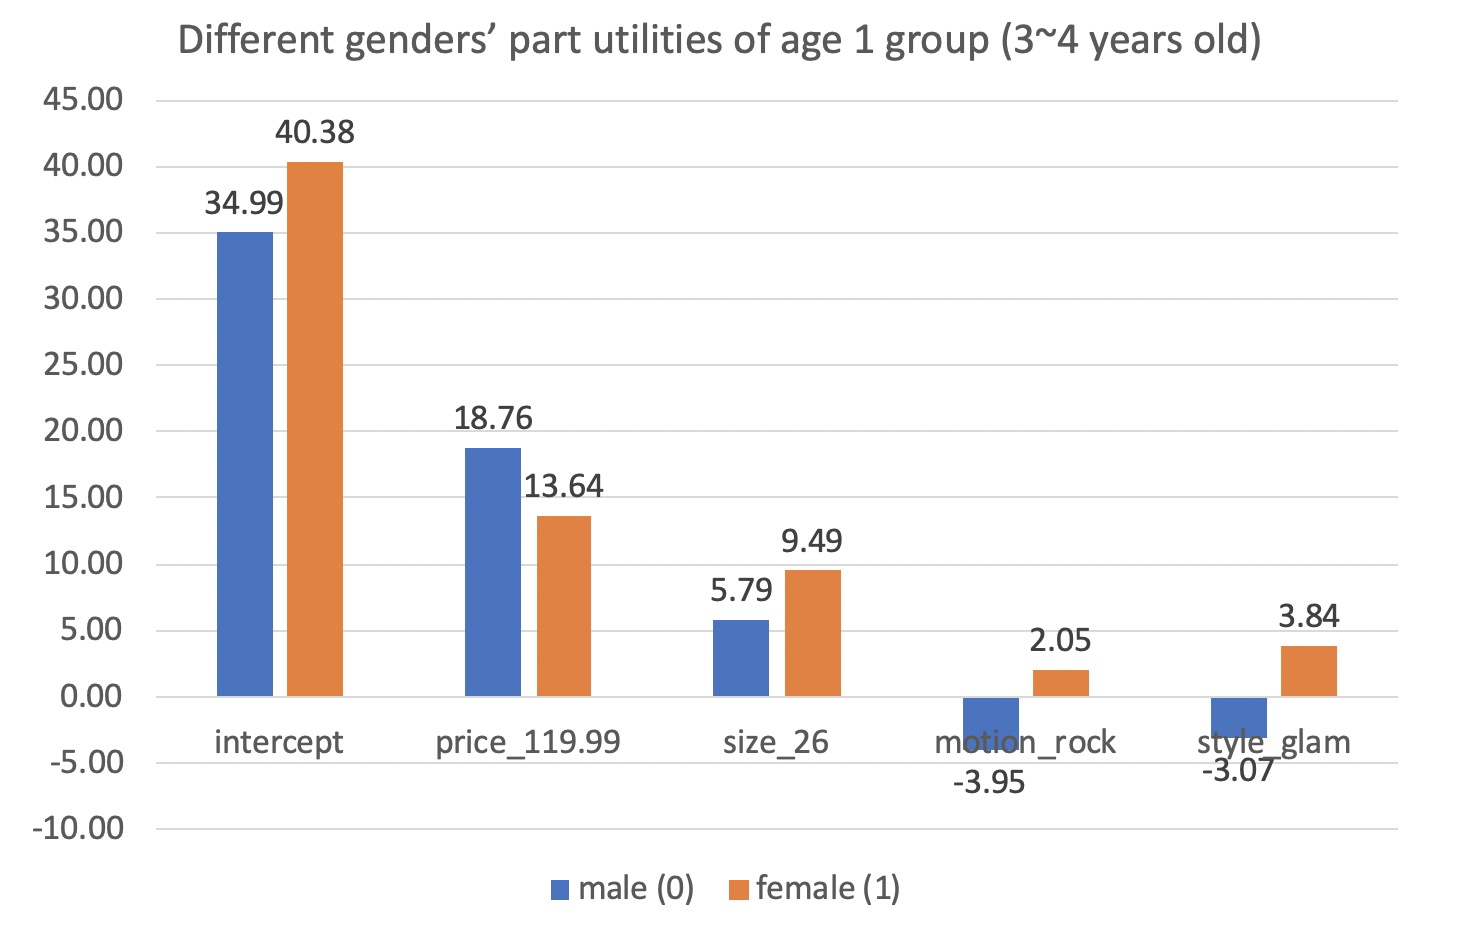 Different genders’ part utilities of age 1 group (3~4 years old)
45.00
40.00
35.00
30.00
25.00
20.00
15.00
10.00
5.00
0.00
-5.00
-10.00
34.99
40.38
18.76
13.64
5.79
9.49
-3.95
2.05
-3.07
3.84
intercept
price_119.99
size_26
motion_rock
style_glam
male (0)
female (1)